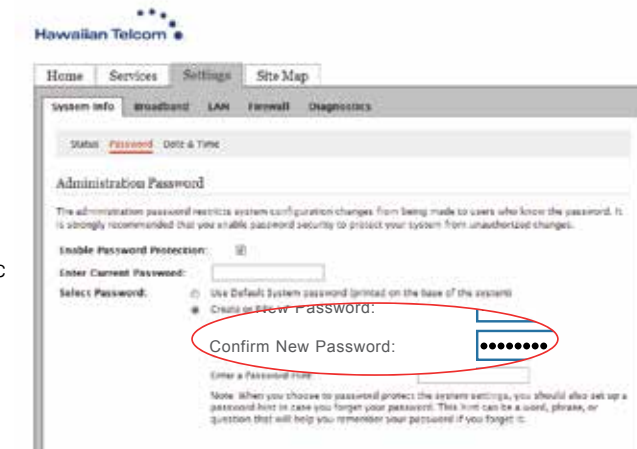 Hawaiian Telcom
Home Services Settings Site Map
System Info Broadband LAN Firewall Diagnostics
Status Password Date & Time
Administration Password
The administration password restricts system configuration changes from being made to users who know the password. It
is strongly recommended that you enable password security to protect your system from unauthorized changes.
Enable Password Protection:
Enter Current Password:
c
Select Password: Use Default System password (printed on the base of the system)
Create or New Password:
Confirm New Password: ••••••••
Enter a Password Hint
Note: When you choose to password protect the system settings, you should also set up a
password hint in case you forget your password. This hint can be a word, phrase, or
question that will help you remember your password if you forget it.